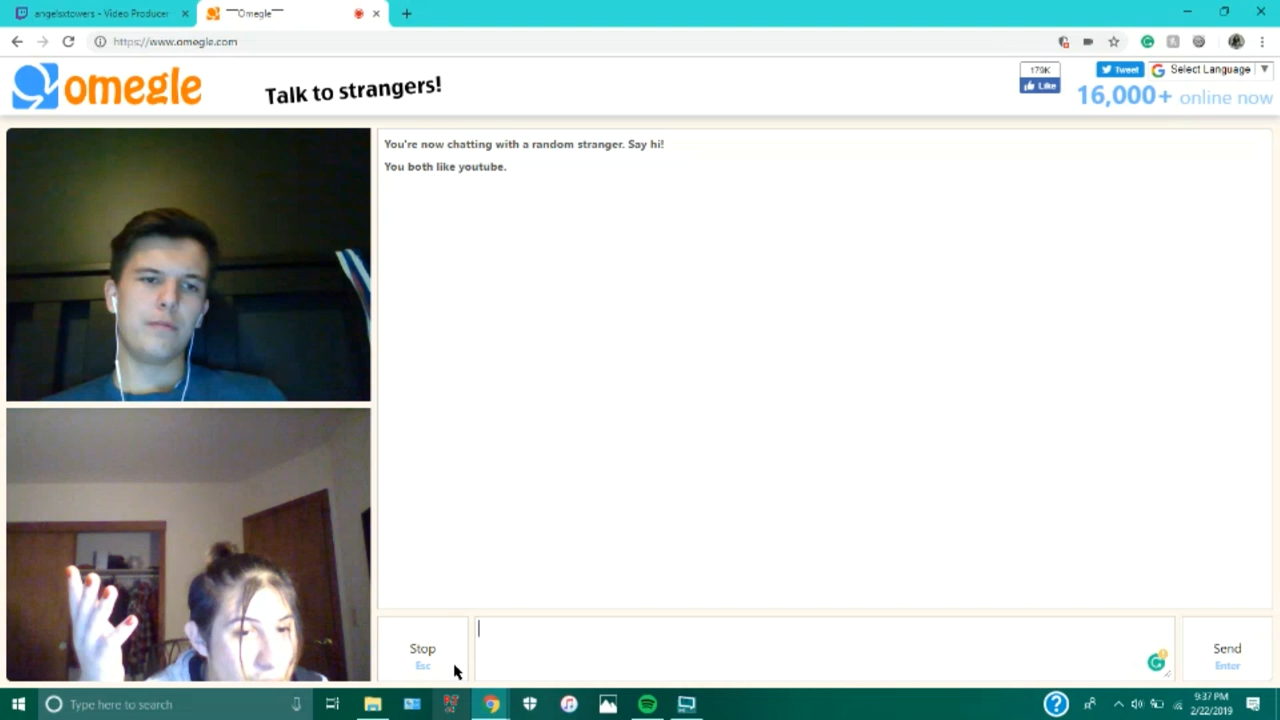 angelsxtowers - Video Producer
Omegle
https://www.omegle.com
omegle
Talk to strangers!
179K
Like
Tweet
Select Language
16,000+ online now
You're now chatting with a random stranger. Say hi!
You both like youtube.
Stop
Esc
Send
Enter
Type here to search
9:37 PM
2/22/2019